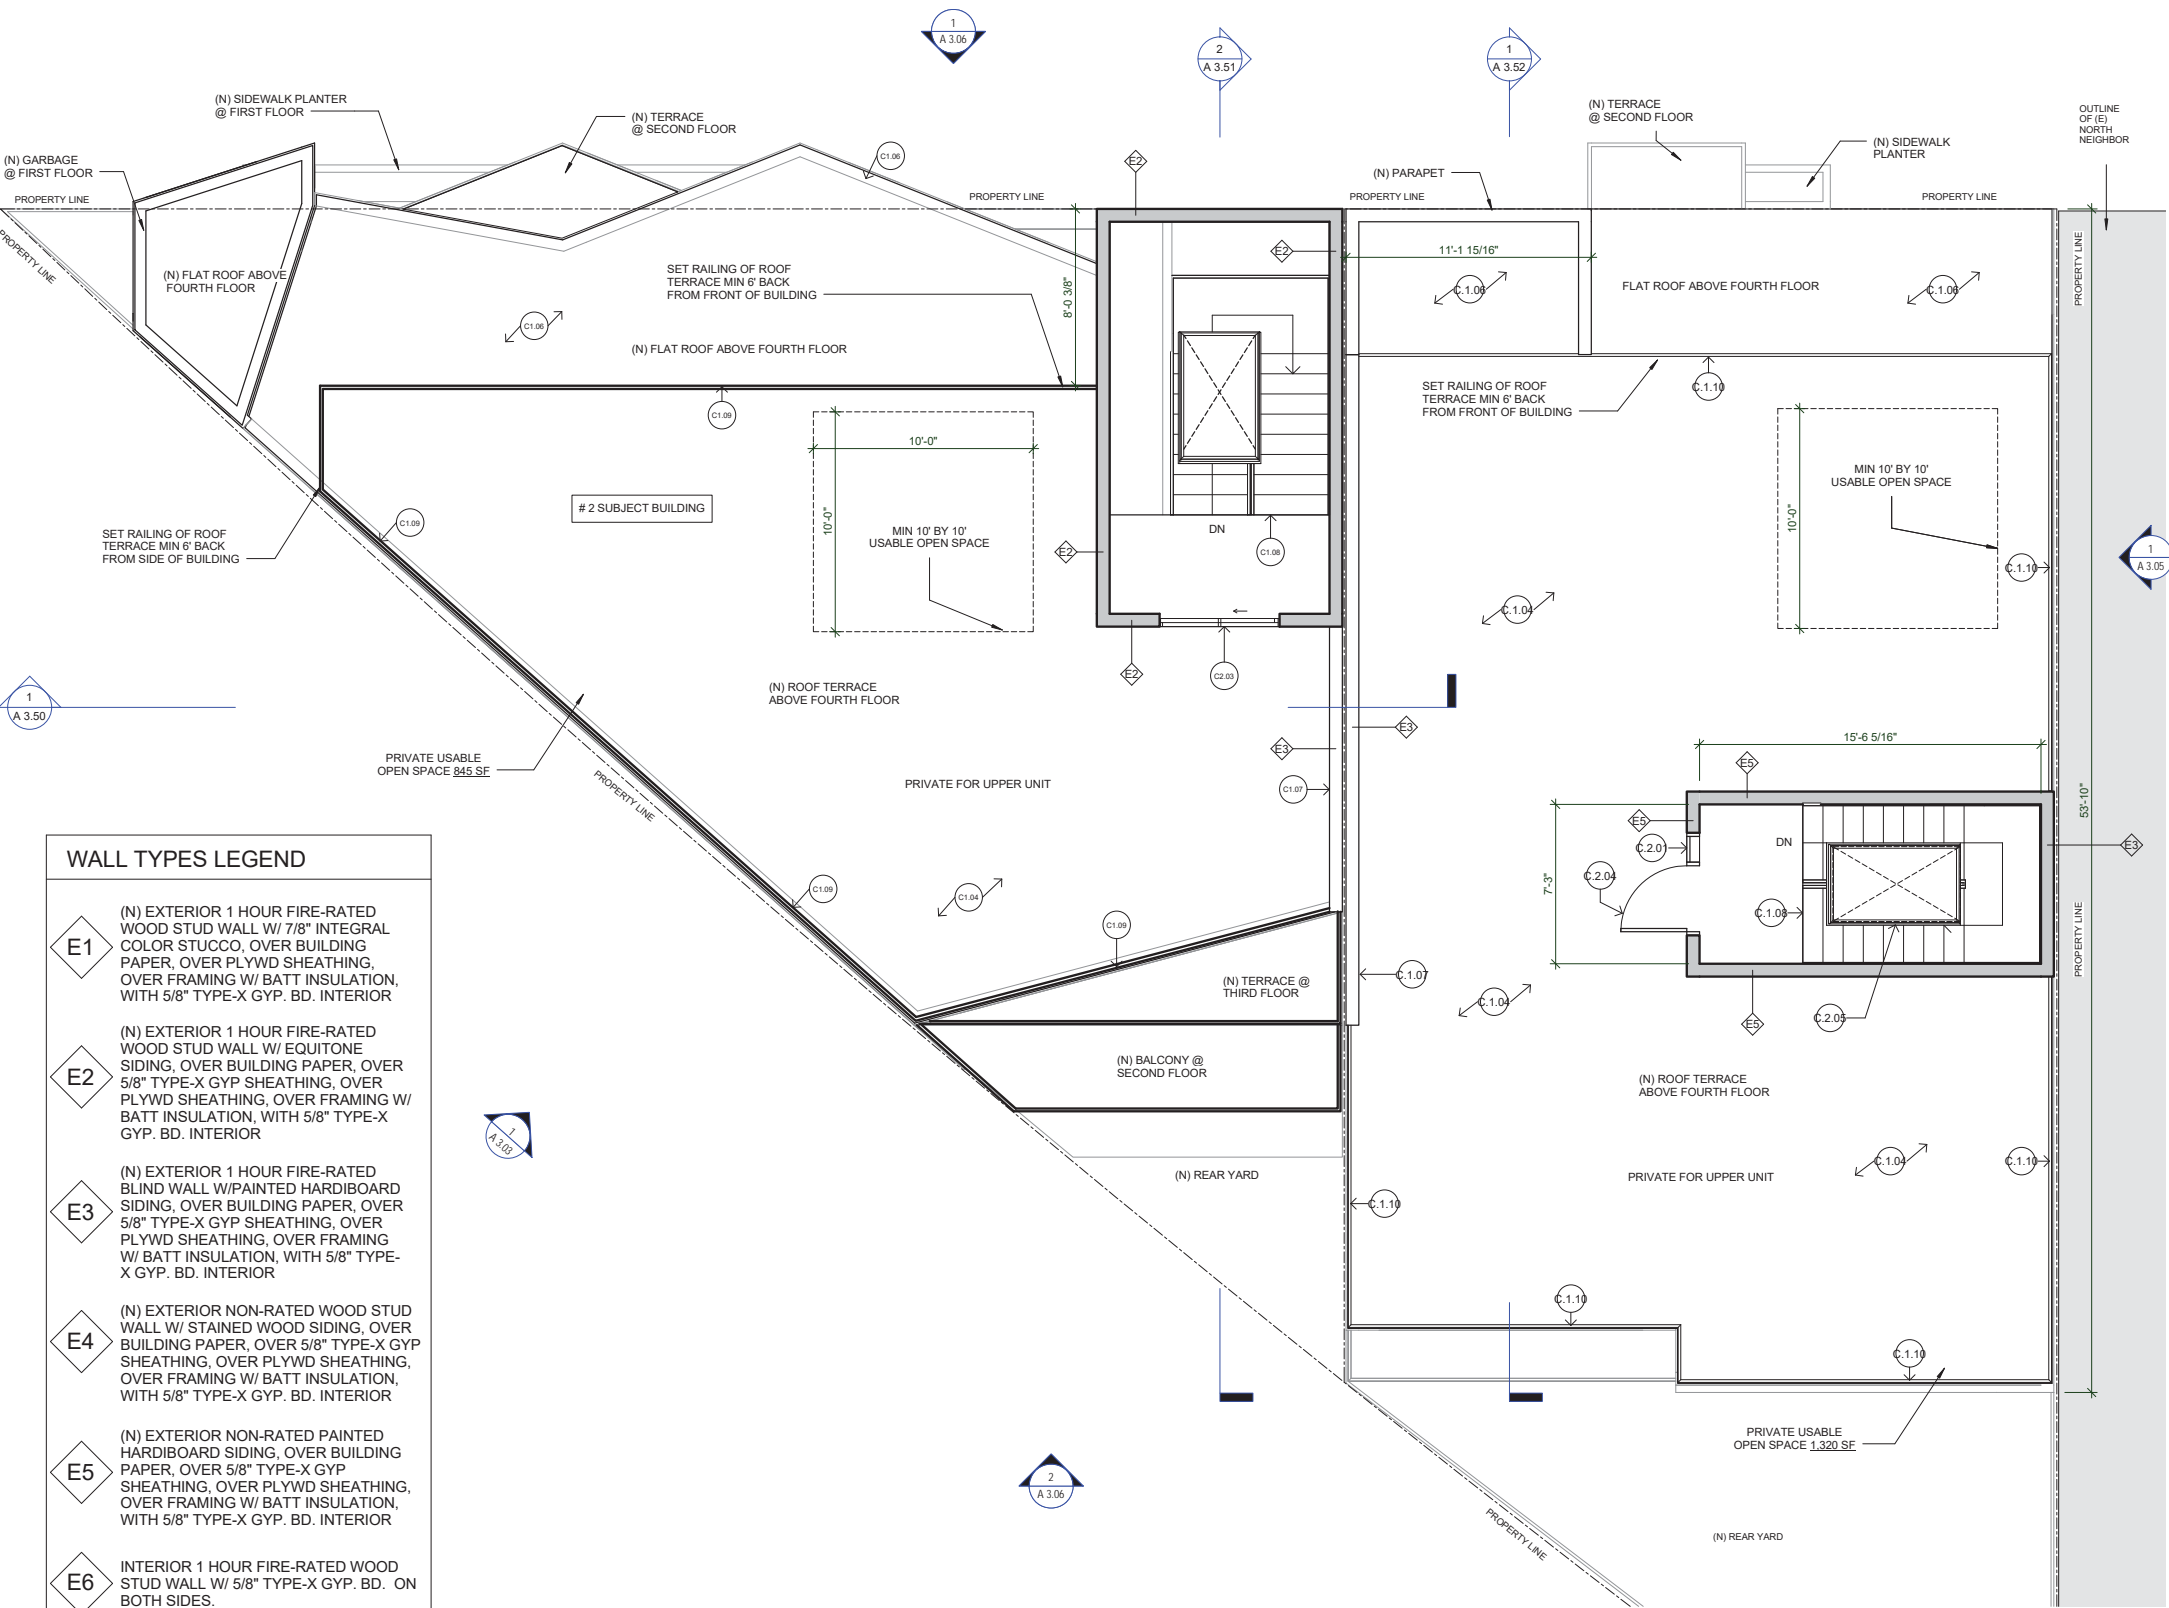 1
A 3.06
2
A 3.51
1
A 3.52
(N) SIDEWALK PLANTER
@ FIRST FLOOR
(N) TERRACE
@ SECOND FLOOR
(N) TERRACE
@ SECOND FLOOR
OUTLINE
OF (E)
NORTH
NEIGHBOR
(N) SIDEWALK
PLANTER
(N) GARBAGE
@ FIRST FLOOR
C1.06
E2
(N) PARAPET
PROPERTY LINE
PROPERTY LINE
PROPERTY LINE
PROPERTY LINE
PROPERTY LINE
PROPERTY LINE
(N) FLAT ROOF ABOVE
FOURTH FLOOR
SET RAILING OF ROOF
TERRACE MIN 6' BACK
FROM FRONT OF BUILDING
8'-0 3/8"
E2
11'-1 15/16"
C.1.06
FLAT ROOF ABOVE FOURTH FLOOR
C.1.06
C1.06
(N) FLAT ROOF ABOVE FOURTH FLOOR
C1.09
SET RAILING OF ROOF
TERRACE MIN 6' BACK
FROM FRONT OF BUILDING
C.1.10
10'-0"
10'-0"
MIN 10' BY 10'
USABLE OPEN SPACE
10'-0"
MIN 10' BY 10'
USABLE OPEN SPACE
# 2 SUBJECT BUILDING
C1.09
SET RAILING OF ROOF
TERRACE MIN 6' BACK
FROM SIDE OF BUILDING
DN
E2
C1.08
C.1.10
1
A 3.05
C.1.04
E2
C2.03
(N) ROOF TERRACE
ABOVE FOURTH FLOOR
1
A 3.50
E3
E3
15'-6 5/16"
PRIVATE USABLE
OPEN SPACE 845 SF
PROPERTY LINE
PRIVATE FOR UPPER UNIT
C1.07
E5
53'-10"
E5
C.2.01
DN
E3
7'-3"
C.2.04
C.1.08
C1.09
C1.04
C1.09
PROPERTY LINE
C.1.07
(N) TERRACE @
THIRD FLOOR
C.1.04
E5
C.2.05
(N) BALCONY @
SECOND FLOOR
(N) ROOF TERRACE
ABOVE FOURTH FLOOR
1
A 3.03
(N) REAR YARD
C.1.04
C.1.10
PRIVATE FOR UPPER UNIT
C.1.10
C.1.10
C.1.10
PRIVATE USABLE
OPEN SPACE 1,320 SF
2
A 3.06
PROPERTY LINE
(N) REAR YARD
WALL TYPES LEGEND
E1
(N) EXTERIOR 1 HOUR FIRE-RATED
WOOD STUD WALL W/ 7/8" INTEGRAL
COLOR STUCCO, OVER BUILDING
PAPER, OVER PLYWD SHEATHING,
OVER FRAMING W/ BATT INSULATION,
WITH 5/8" TYPE-X GYP. BD. INTERIOR
E2
(N) EXTERIOR 1 HOUR FIRE-RATED
WOOD STUD WALL W/ EQUITONE
SIDING, OVER BUILDING PAPER, OVER
5/8" TYPE-X GYP SHEATHING, OVER
PLYWD SHEATHING, OVER FRAMING W/
BATT INSULATION, WITH 5/8" TYPE-X
GYP. BD. INTERIOR
E3
(N) EXTERIOR 1 HOUR FIRE-RATED
BLIND WALL W/PAINTED HARDIBOARD
SIDING, OVER BUILDING PAPER, OVER
5/8" TYPE-X GYP SHEATHING, OVER
PLYWD SHEATHING, OVER FRAMING
W/ BATT INSULATION, WITH 5/8" TYPE-
X GYP. BD. INTERIOR
E4
(N) EXTERIOR NON-RATED WOOD STUD
WALL W/ STAINED WOOD SIDING, OVER
BUILDING PAPER, OVER 5/8" TYPE-X GYP
SHEATHING, OVER PLYWD SHEATHING,
OVER FRAMING W/ BATT INSULATION,
WITH 5/8" TYPE-X GYP. BD. INTERIOR
E5
(N) EXTERIOR NON-RATED PAINTED
HARDIBOARD SIDING, OVER BUILDING
PAPER, OVER 5/8" TYPE-X GYP
SHEATHING, OVER PLYWD SHEATHING,
OVER FRAMING W/ BATT INSULATION,
WITH 5/8" TYPE-X GYP. BD. INTERIOR
E6
INTERIOR 1 HOUR FIRE-RATED WOOD
STUD WALL W/ 5/8" TYPE-X GYP. BD. ON
BOTH SIDES.